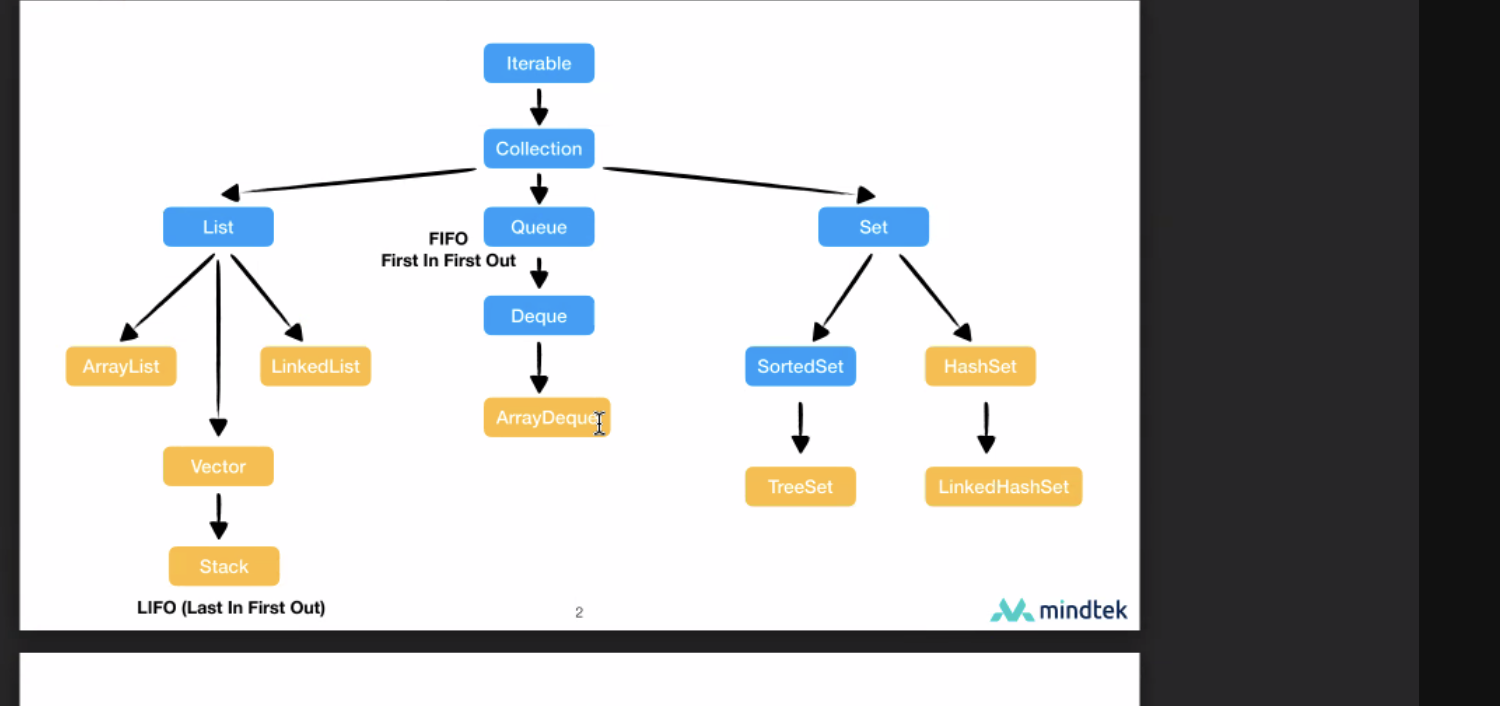 Iterable
Collection
List
Queue
Set
FIFO
First In First Out
Deque
ArrayList
LinkedList
SortedSet
HashSet
ArrayDeque
Vector
TreeSet
LinkedHashSet
Stack
LIFO (Last In First Out)
2
mindtek